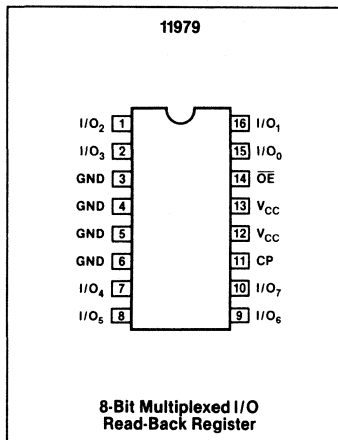 11979
I/O2 1 16 I/O1
I/O3 2 15 I/O0
GND 3 14 O̅E̅
GND 4 13 VCC
GND 5 12 VCC
GND 6 11 CP
I/O4 7 10 I/O7
I/O5 8 9 I/O6
8-Bit Multiplexed I/O
Read-Back Register